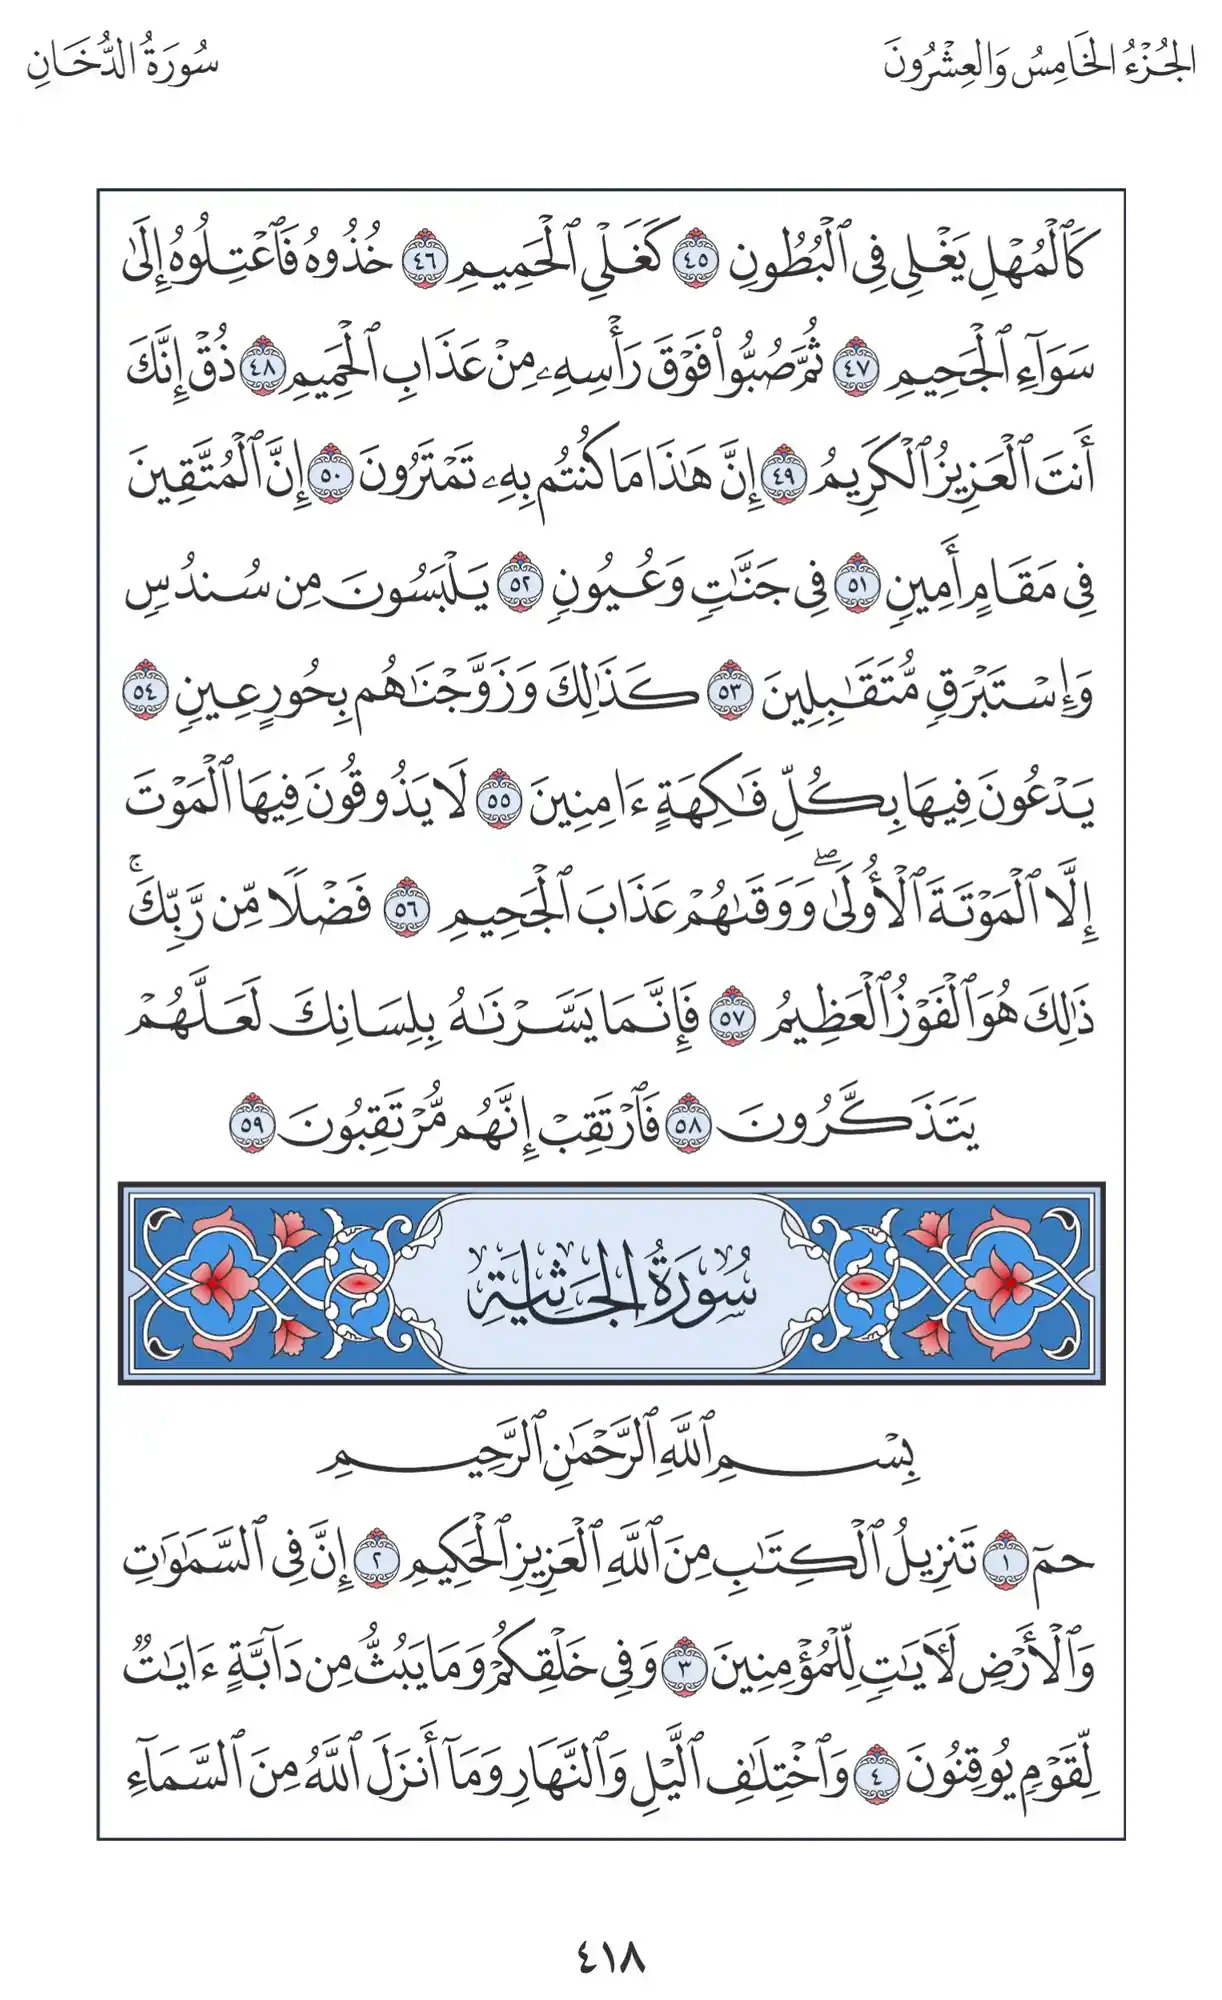 الجُزْءُ الخَامِسُ وَالعِشْرُونَ
سُورَةُ الدُّخَانِ
كَٱلْمُهْلِ يَغْلِى فِى ٱلْبُطُونِ ٤٥ كَغَلْىِ ٱلْحَمِيمِ ٤٦ خُذُوهُ فَٱعْتِلُوهُ إِلَىٰ
سَوَآءِ ٱلْجَحِيمِ ٤٧ ثُمَّ صُبُّوا۟ فَوْقَ رَأْسِهِۦ مِنْ عَذَابِ ٱلْحَمِيمِ ٤٨ ذُقْ إِنَّكَ
أَنتَ ٱلْعَزِيزُ ٱلْكَرِيمُ ٤٩ إِنَّ هَٰذَا مَا كُنتُم بِهِۦ تَمْتَرُونَ ٥٠ إِنَّ ٱلْمُتَّقِينَ
فِى مَقَامٍ أَمِينٍ ٥١ فِى جَنَّٰتٍ وَعُيُونٍ ٥٢ يَلْبَسُونَ مِن سُندُسٍ
وَإِسْتَبْرَقٍ مُّتَقَٰبِلِينَ ٥٣ كَذَٰلِكَ وَزَوَّجْنَٰهُم بِحُورٍ عِينٍ ٥٤
يَدْعُونَ فِيهَا بِكُلِّ فَٰكِهَةٍ ءَامِنِينَ ٥٥ لَا يَذُوقُونَ فِيهَا ٱلْمَوْتَ
إِلَّا ٱلْمَوْتَةَ ٱلْأُولَىٰۖ وَوَقَىٰهُمْ عَذَابَ ٱلْجَحِيمِ ٥٦ فَضْلًا مِّن رَّبِّكَۚ
ذَٰلِكَ هُوَ ٱلْفَوْزُ ٱلْعَظِيمُ ٥٧ فَإِنَّمَا يَسَّرْنَٰهُ بِلِسَانِكَ لَعَلَّهُمْ
يَتَذَكَّرُونَ ٥٨ فَٱرْتَقِبْ إِنَّهُم مُّرْتَقِبُونَ ٥٩
سُورَةُ الجَاثِيَةِ
بِسْمِ ٱللَّهِ ٱلرَّحْمَٰنِ ٱلرَّحِيمِ
حمٓ ١ تَنزِيلُ ٱلْكِتَٰبِ مِنَ ٱللَّهِ ٱلْعَزِيزِ ٱلْحَكِيمِ ٢ إِنَّ فِى ٱلسَّمَٰوَٰتِ
وَٱلْأَرْضِ لَءَايَٰتٍ لِّلْمُؤْمِنِينَ ٣ وَفِى خَلْقِكُمْ وَمَا يَبُثُّ مِن دَآبَّةٍ ءَايَٰتٌ
لِّقَوْمٍ يُوقِنُونَ ٤ وَٱخْتِلَٰفِ ٱلَّيْلِ وَٱلنَّهَارِ وَمَآ أَنزَلَ ٱللَّهُ مِنَ ٱلسَّمَآءِ
٤١٨